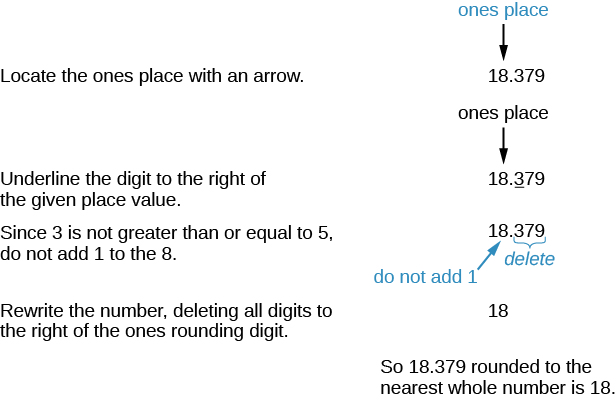 ones place
Locate the ones place with an arrow. 18.379
ones place
Underline the digit to the right of 18.379
the given place value.
Since 3 is not greater than or equal to 5, 18.379
do not add 1 to the 8. delete
do not add 1
Rewrite the number, deleting all digits to 18
the right of the ones rounding digit.
So 18.379 rounded to the
nearest whole number is 18.